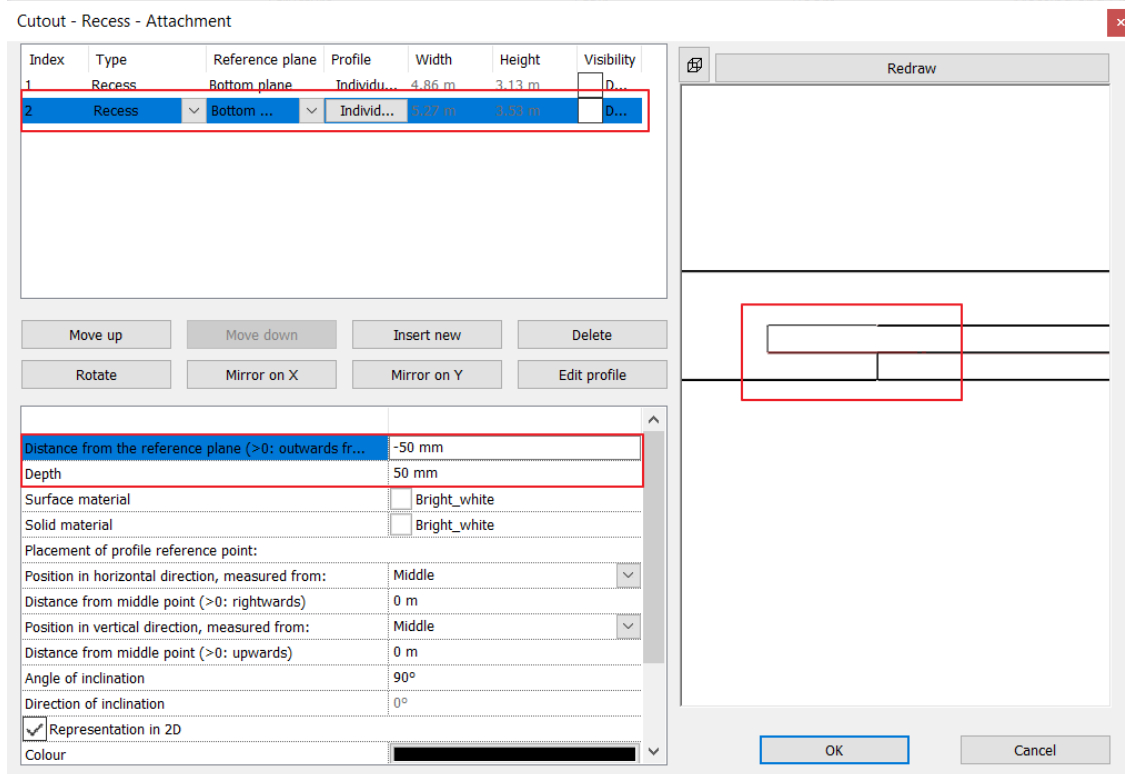 Cutout - Recess - Attachment
Index Type Reference plane Profile Width Height Visibility
1 Recess Bottom plane Individu... 4.86 m 3.13 m D...
2 Recess Bottom ... Individ... 5.27 m 3.53 m D...
Move up Move down Insert new Delete
Rotate Mirror on X Mirror on Y Edit profile
Distance from the reference plane (>0: outwards fr... -50 mm
Depth 50 mm
Surface material Bright_white
Solid material Bright_white
Placement of profile reference point:
Position in horizontal direction, measured from: Middle
Distance from middle point (>0: rightwards) 0 m
Position in vertical direction, measured from: Middle
Distance from middle point (>0: upwards) 0 m
Angle of inclination 90°
Direction of inclination 0°
Representation in 2D
Colour
Redraw
OK Cancel